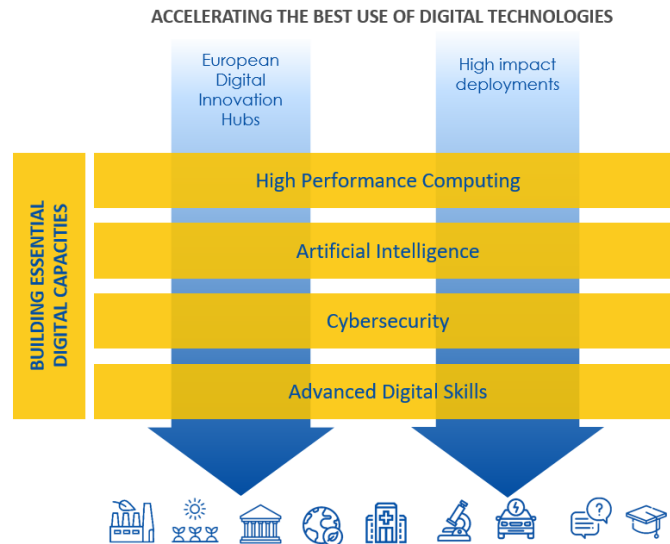 ACCELERATING THE BEST USE OF DIGITAL TECHNOLOGIES
European
Digital
Innovation
Hubs
High impact
deployments
BUILDING ESSENTIAL
DIGITAL CAPACITIES
High Performance Computing
Artificial Intelligence
Cybersecurity
Advanced Digital Skills
?